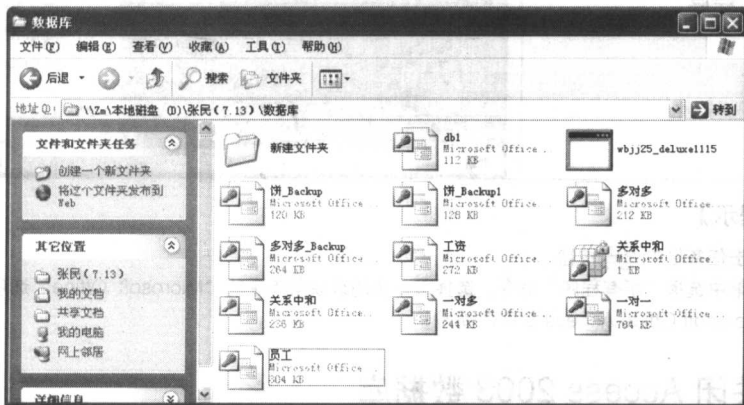 数据库
文件(F) 编辑(E) 查看(V) 收藏(A) 工具(T) 帮助(H)
后退 搜索 文件夹
地址(D) \\Zm\本地磁盘 (D)\张民(7.13)\数据库 转到
文件和文件夹任务
创建一个新文件夹
将这个文件夹发布到
Web
其它位置
张民(7.13)
我的文档
共享文档
我的电脑
网上邻居
详细信息
新建文件夹
db1
Microsoft Office...
112 KB
wbjj25_deluxe1115
饼_Backup
Microsoft Office...
120 KB
饼_Backup1
Microsoft Office...
128 KB
多对多
Microsoft Office...
212 KB
多对多_Backup
Microsoft Office...
264 KB
工资
Microsoft Office...
272 KB
关系中和
Microsoft Office...
1 KB
关系中和
Microsoft Office...
236 KB
一对多
Microsoft Office...
244 KB
一对一
Microsoft Office...
764 KB
员工
Microsoft Office...
304 KB